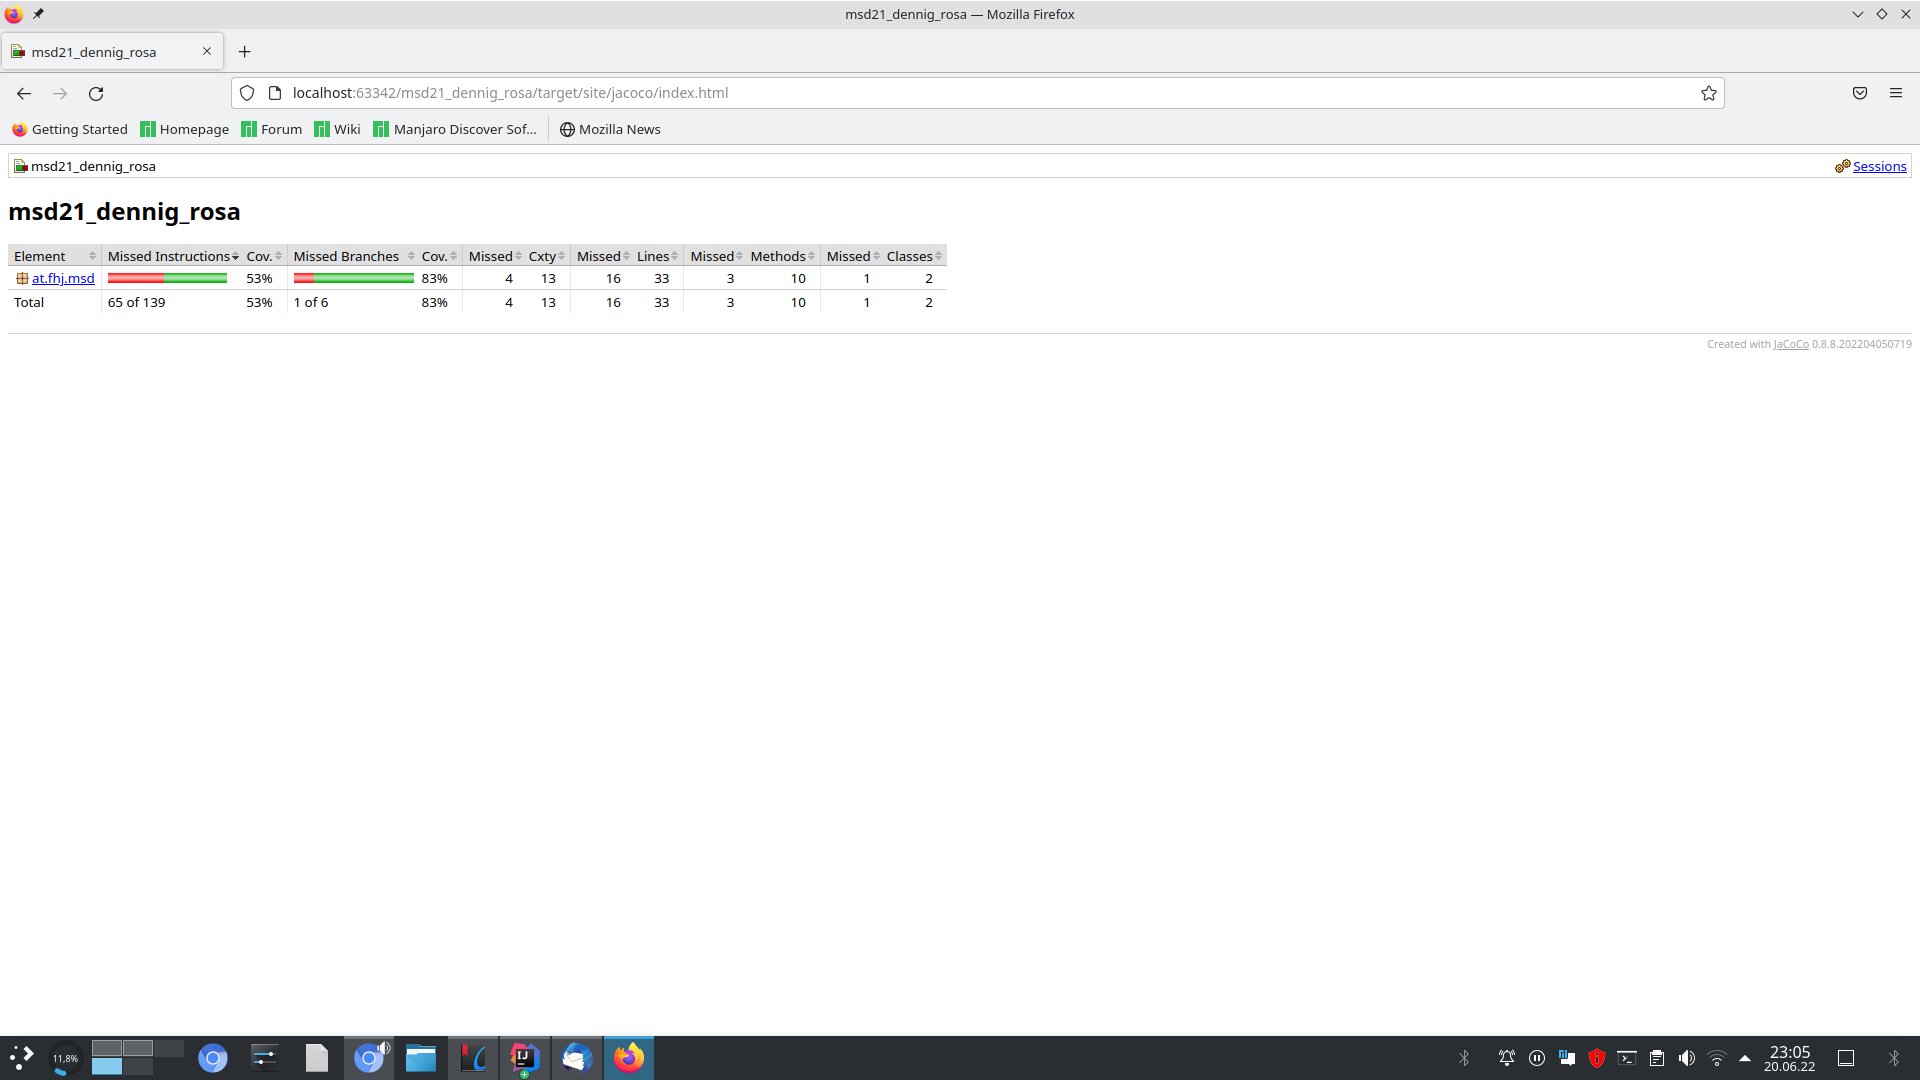 msd21_dennig_rosa — Mozilla Firefox
msd21_dennig_rosa
localhost:63342/msd21_dennig_rosa/target/site/jacoco/index.html
Getting Started Homepage Forum Wiki Manjaro Discover Sof... Mozilla News
msd21_dennig_rosa Sessions
msd21_dennig_rosa
Element Missed Instructions Cov. Missed Branches Cov. Missed Cxty Missed Lines Missed Methods Missed Classes
at.fhj.msd 53% 83% 4 13 16 33 3 10 1 2
Total 65 of 139 53% 1 of 6 83% 4 13 16 33 3 10 1 2
Created with JaCoCo 0.8.8.202204050719
11,8% IJ 23:05
20.06.22